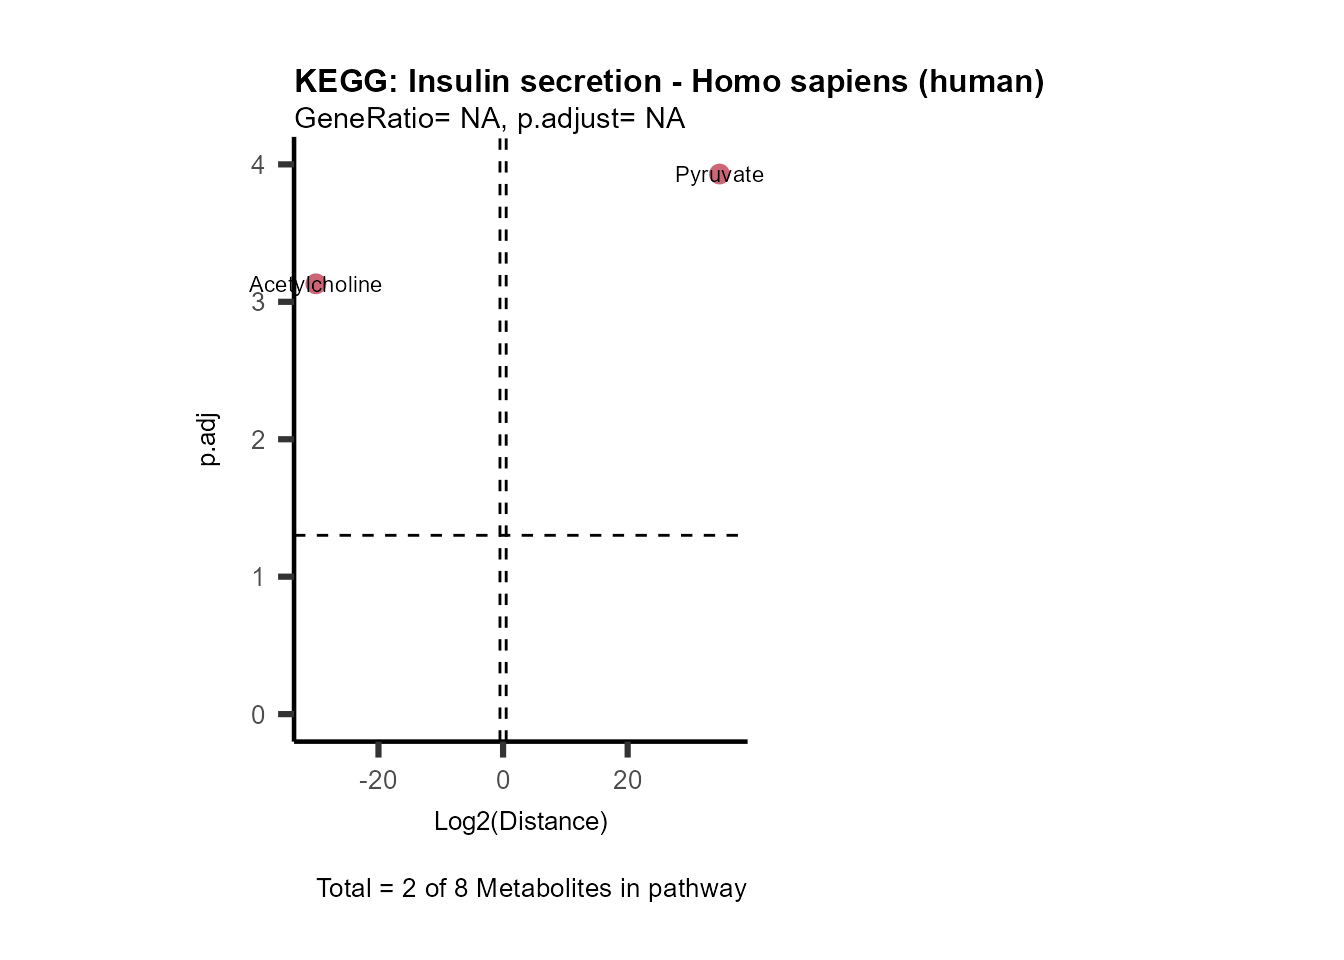 KEGG: Insulin secretion - Homo sapiens (human)
GeneRatio= NA, p.adjust= NA
4
Pyruvate
Acetylcholine
3
p.adj
2
1
0
-20 0 20
Log2(Distance)
Total = 2 of 8 Metabolites in pathway